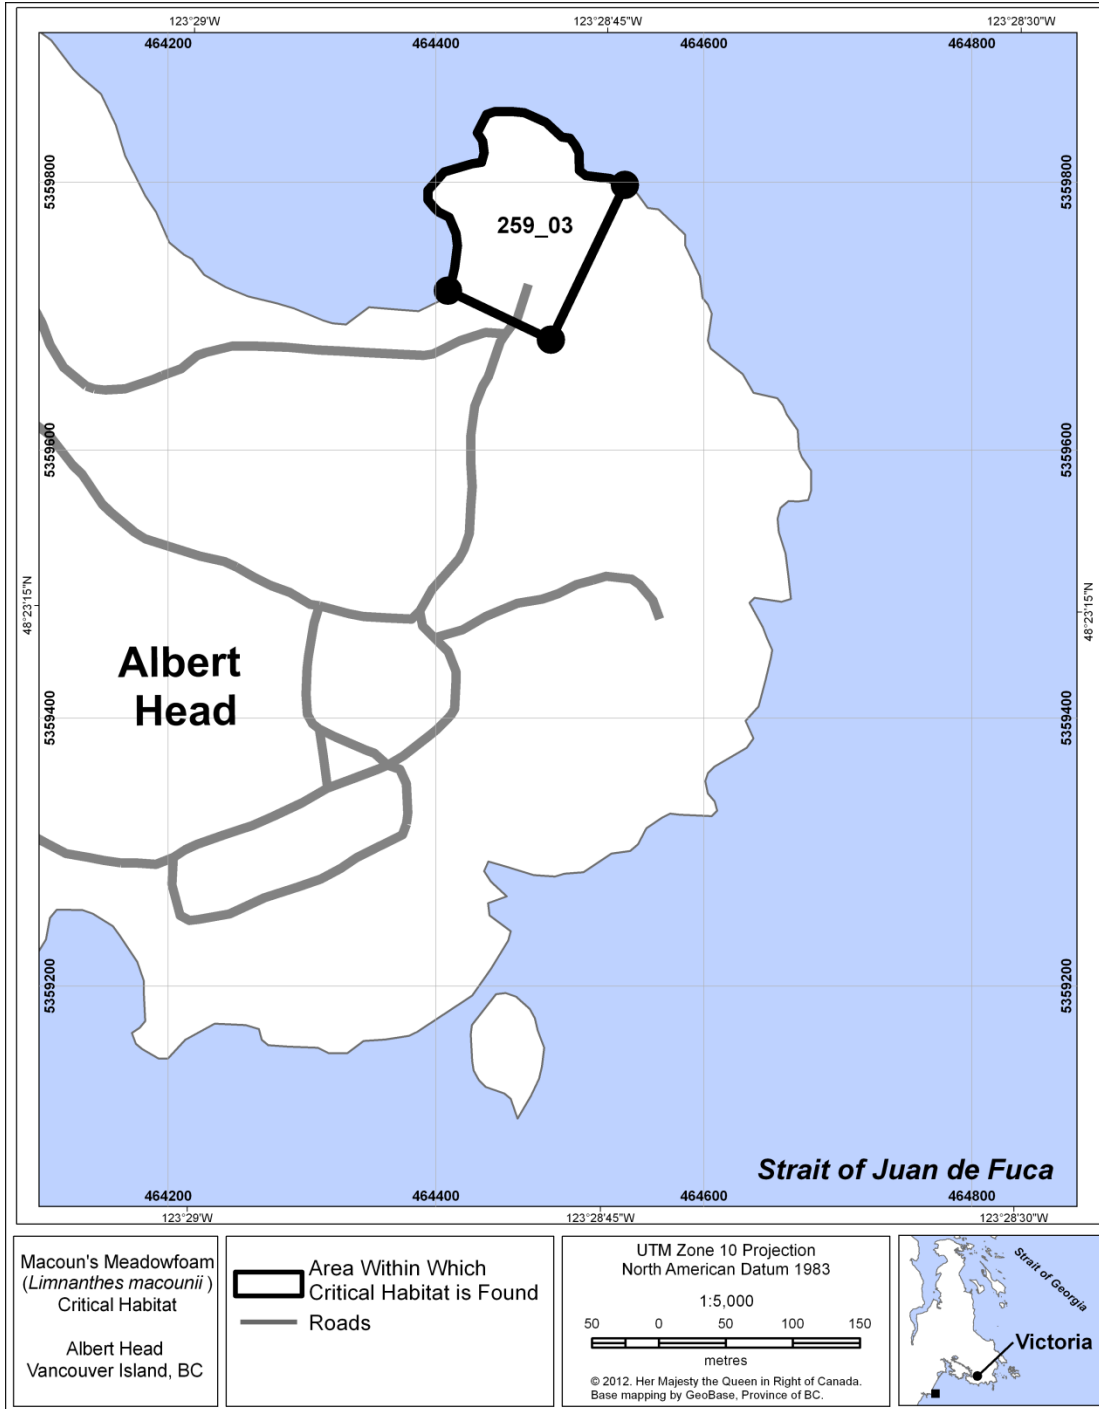 123°29'W 123°28'45"W 123°28'30"W
464200 464400 464600 464800
5359800 5359800
259_03
5359600 5359600
48°23'15"N 48°23'15"N
Albert
Head
5359400 5359400
5359200 5359200
Strait of Juan de Fuca
464200 464400 464600 464800
123°29'W 123°28'45"W 123°28'30"W
Macoun's Meadowfoam
(Limnanthes macounii)
Critical Habitat
Albert Head
Vancouver Island, BC
Area Within Which
Critical Habitat is Found
Roads
UTM Zone 10 Projection
North American Datum 1983
1:5,000
50 0 50 100 150
metres
© 2012. Her Majesty the Queen in Right of Canada.
Base mapping by GeoBase, Province of BC.
Strait of Georgia
Victoria